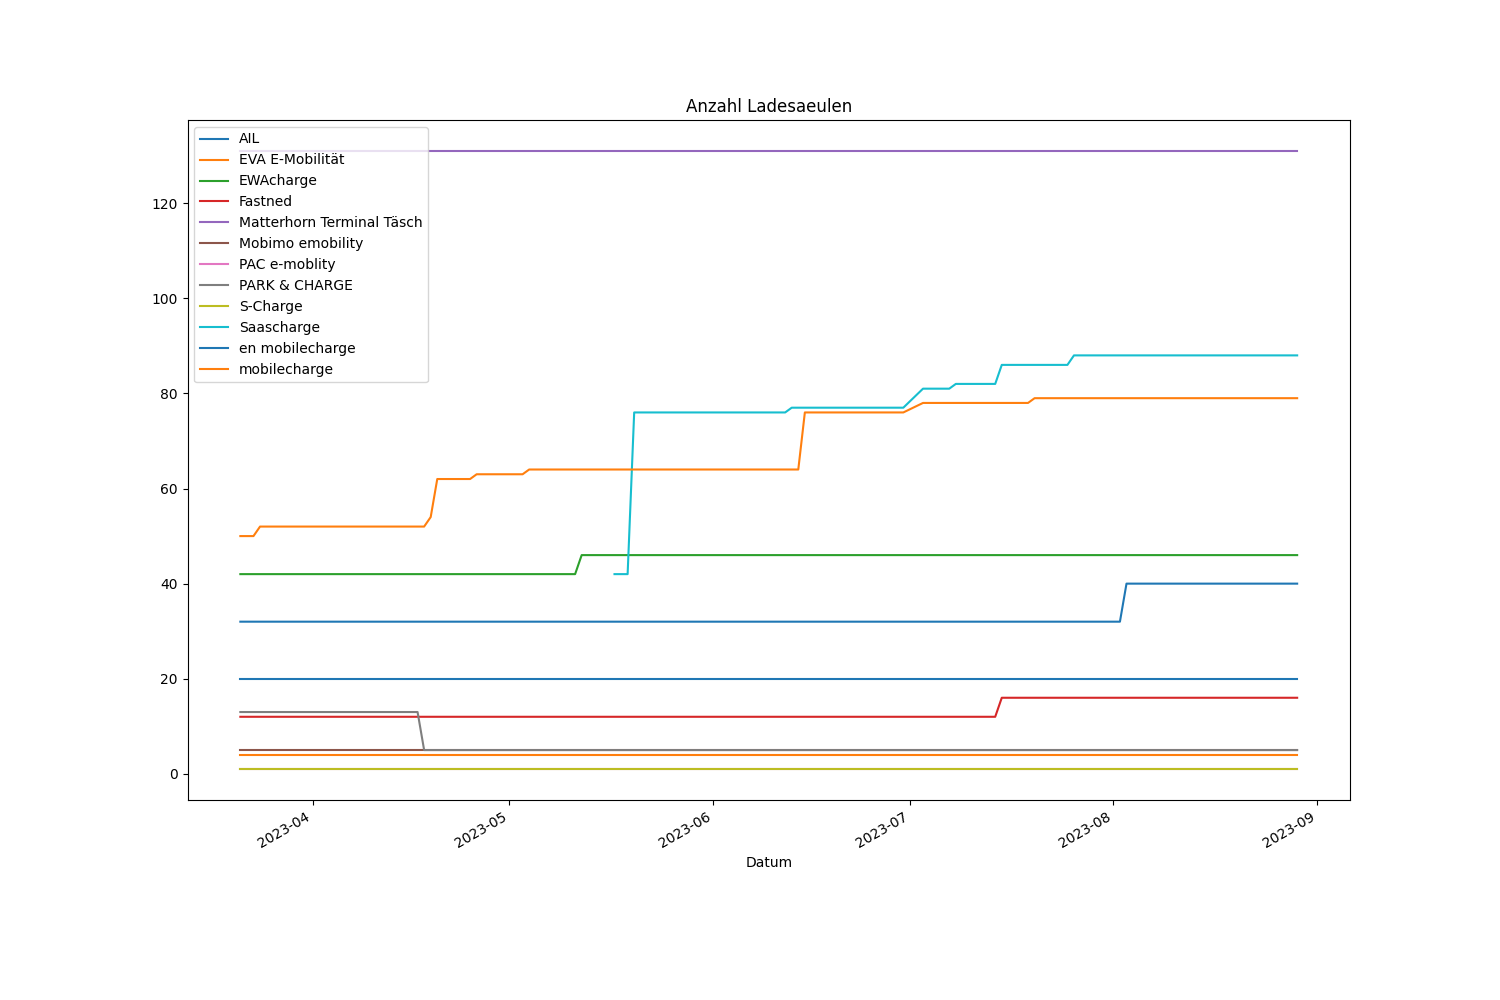 Anzahl Ladesaeulen
AIL
EVA E-Mobilität
EWAcharge
Fastned
Matterhorn Terminal Täsch
Mobimo emobility
PAC e-moblity
PARK & CHARGE
S-Charge
Saascharge
en mobilecharge
mobilecharge
120
100
80
60
40
20
0
2023-04
2023-05
2023-06
2023-07
2023-08
2023-09
Datum